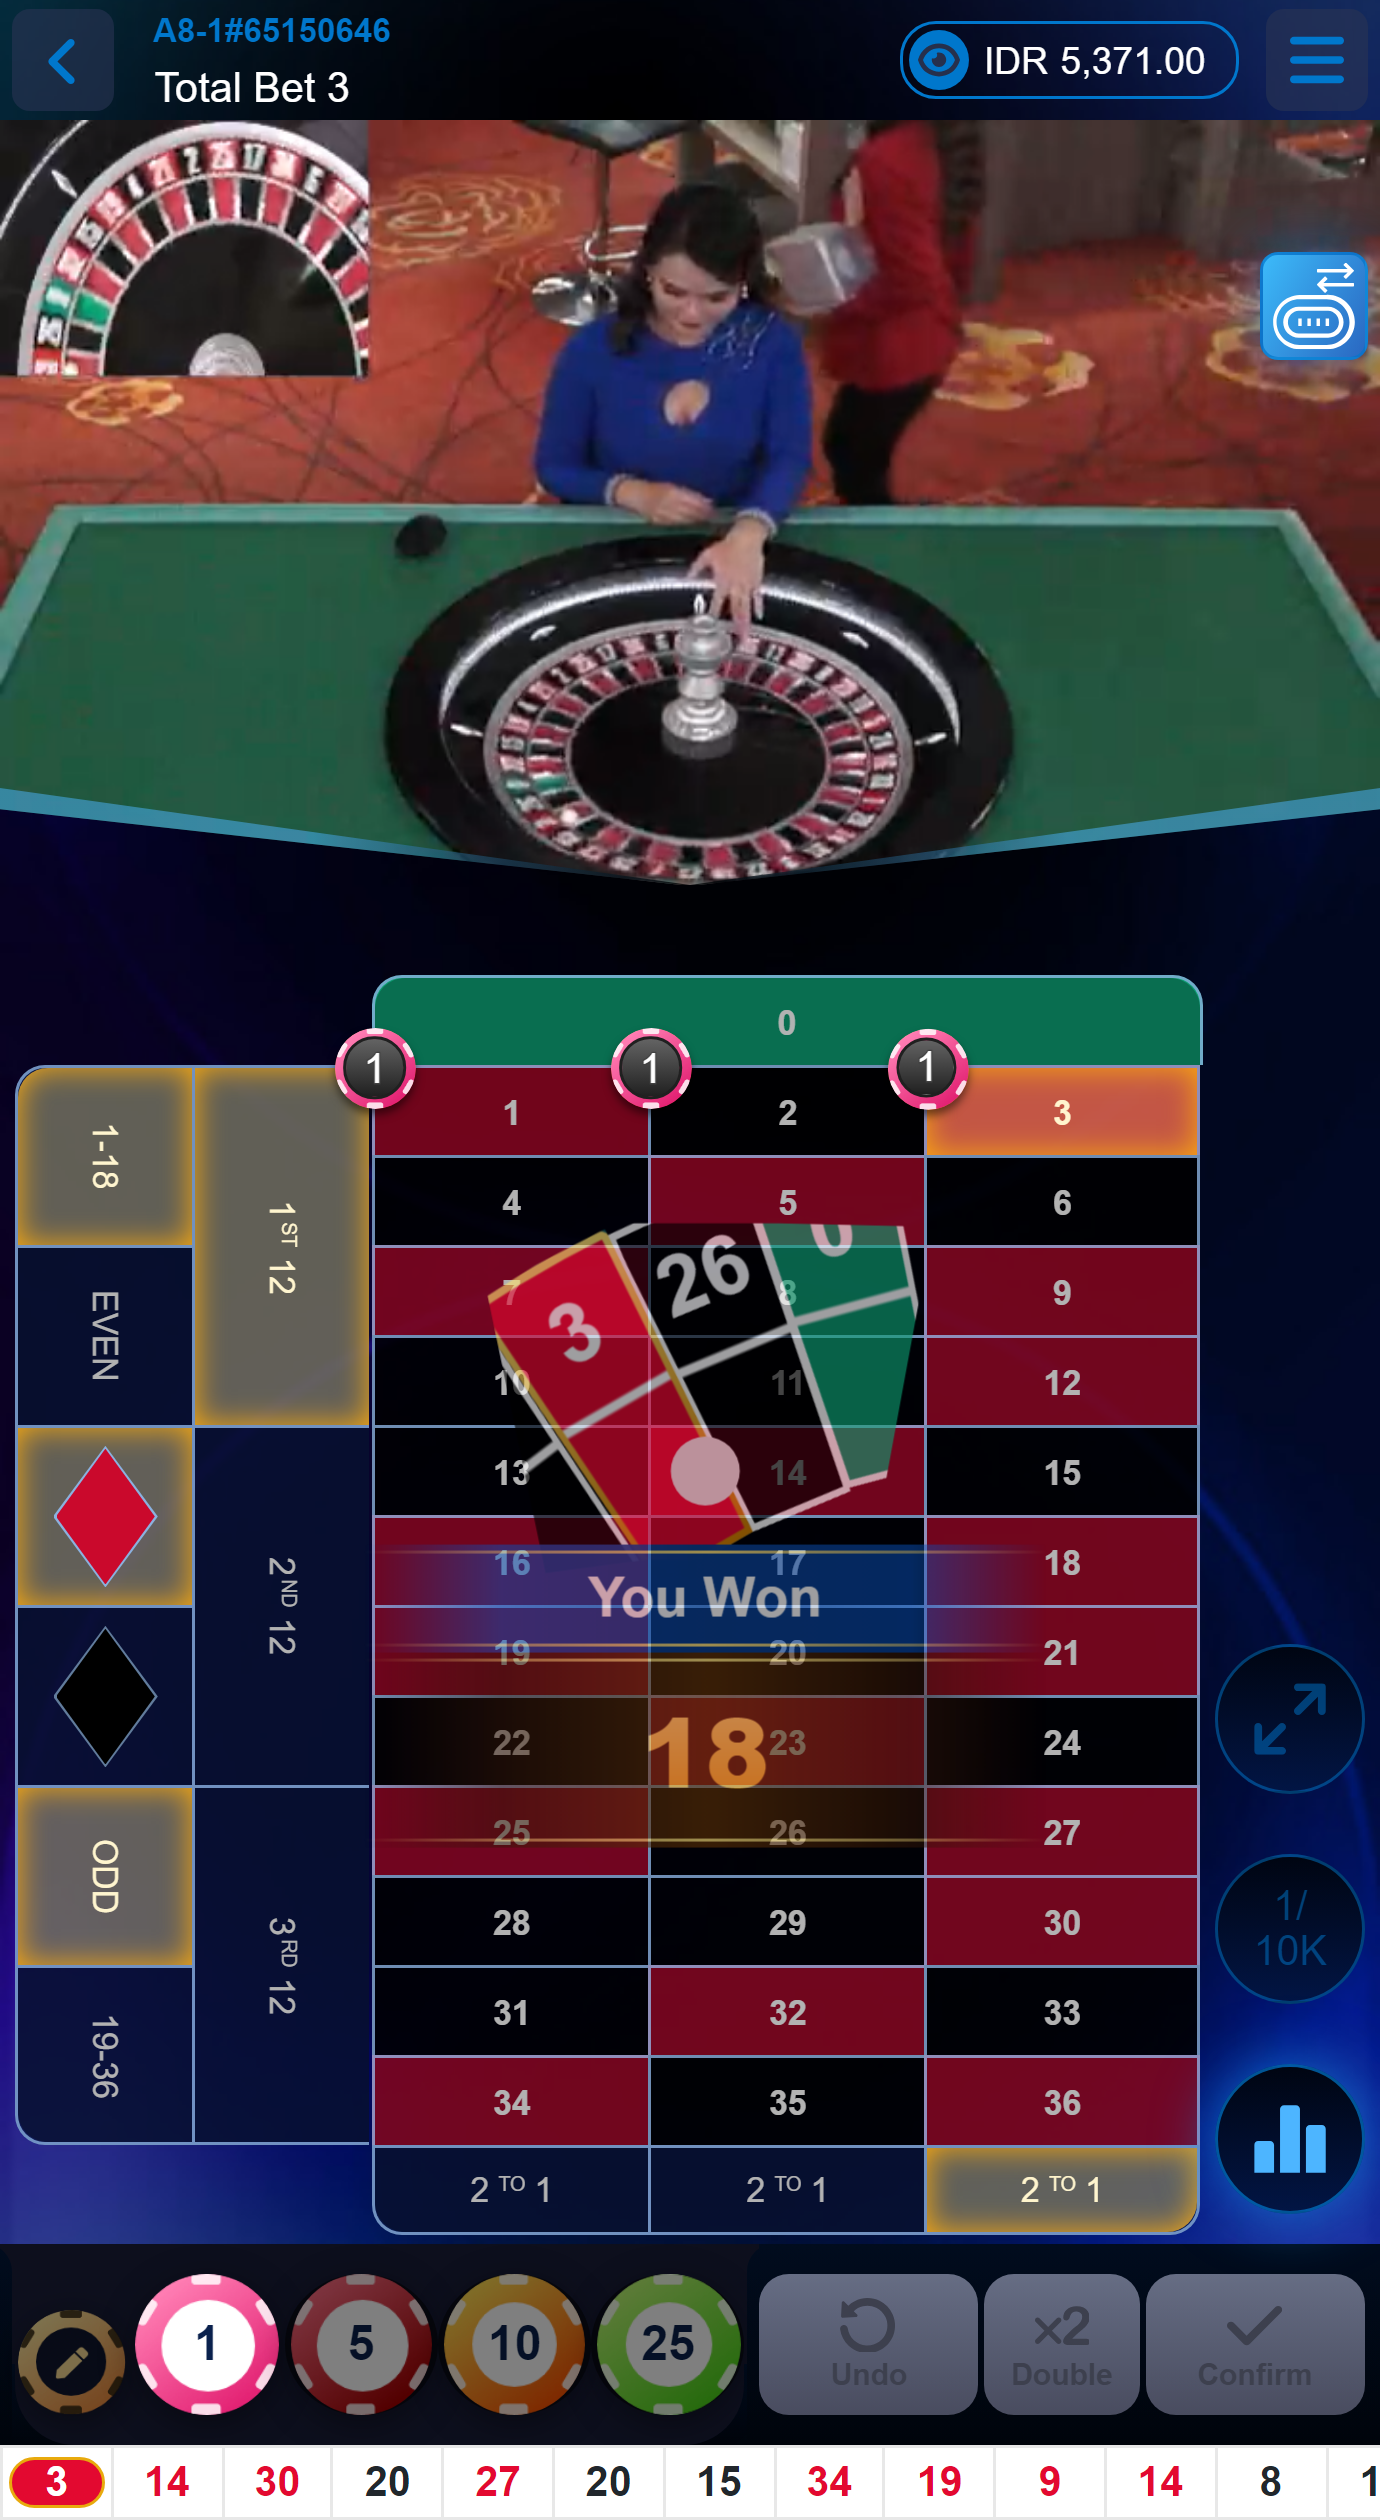 A8-1#65150646
Total Bet 3
IDR 5,371.00
0
1 1 1
1 2 3
4 5 6
7 8 9
10 11 12
13 14 15
16 17 18
19 20 21
22 23 24
25 26 27
28 29 30
31 32 33
34 35 36
2 TO 1 2 TO 1 2 TO 1
1-18
EVEN
ODD
19-36
1ST 12
2ND 12
3RD 12
3 26 0
You Won
18
1/
10K
1 5 10 25
Undo
x2
Double
Confirm
3 14 30 20 27 20 15 34 19 9 14 8